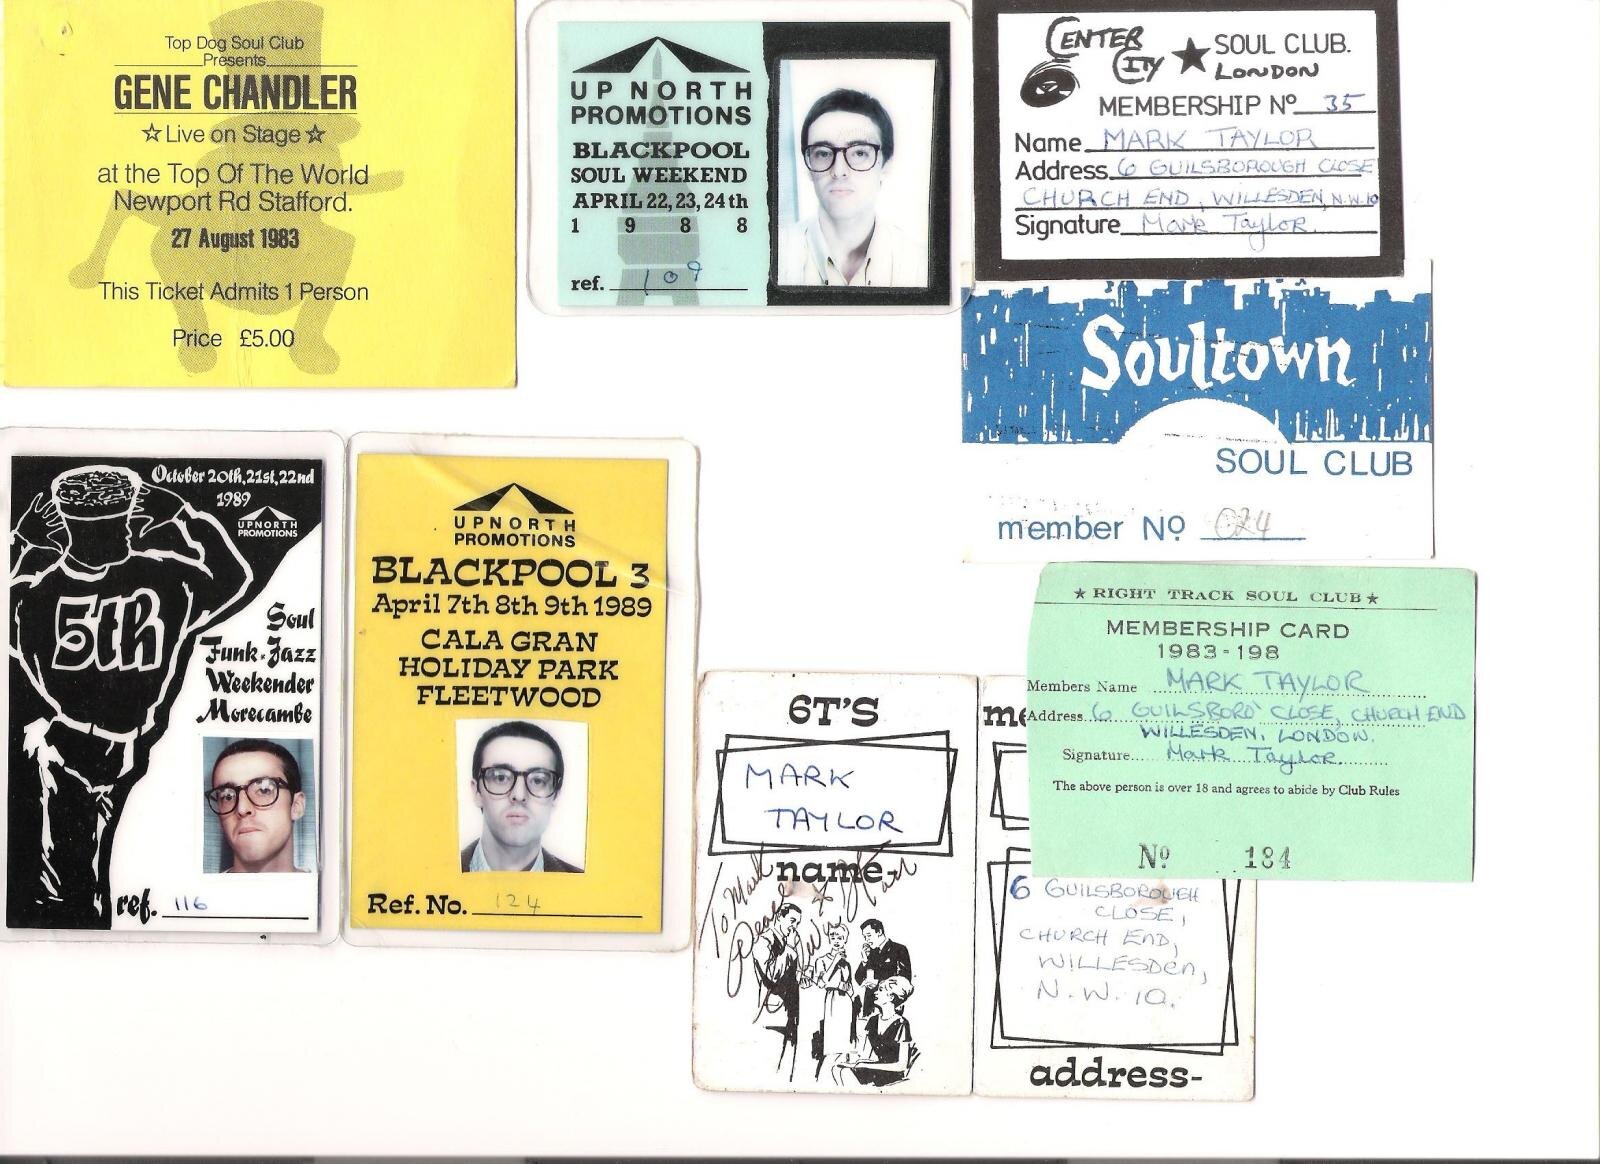 Top Dog Soul Club
Presents
GENE CHANDLER
☆ Live on Stage ☆
at the Top Of The World
Newport Rd Stafford.
27 August 1983
This Ticket Admits 1 Person
Price £5.00
UP NORTH
PROMOTIONS
BLACKPOOL
SOUL WEEKEND
APRIL 22, 23, 24th
1 9 8 8
ref. 109
CENTER
CITY ★ SOUL CLUB.
LONDON
MEMBERSHIP Nº 35
Name MARK TAYLOR
Address 6 GUILSBOROUGH CLOSE
CHURCH END, WILLESDEN, N.W.10
Signature Mark Taylor.
Soultown
SOUL CLUB
member Nº 024
October 20th, 21st, 22nd
1989
UPNORTH
PROMOTIONS
5th
Soul
Funk-Jazz
Weekender
Morecambe
ref. 116
UPNORTH
PROMOTIONS
BLACKPOOL 3
April 7th 8th 9th 1989
CALA GRAN
HOLIDAY PARK
FLEETWOOD
Ref. No. 124
★ RIGHT TRACK SOUL CLUB ★
MEMBERSHIP CARD
1983-198
Members Name MARK TAYLOR
Address 6 GUILSBORO' CLOSE, CHURCH END
WILLESDEN, LONDON.
Signature Mark Taylor.
The above person is over 18 and agrees to abide by Club Rules
Nº 184
6T'S
MARK
TAYLOR
name-
To Mark
me
6 GUILSBOROUGH
CLOSE,
CHURCH END,
WILLESDEN,
N.W.10.
address-